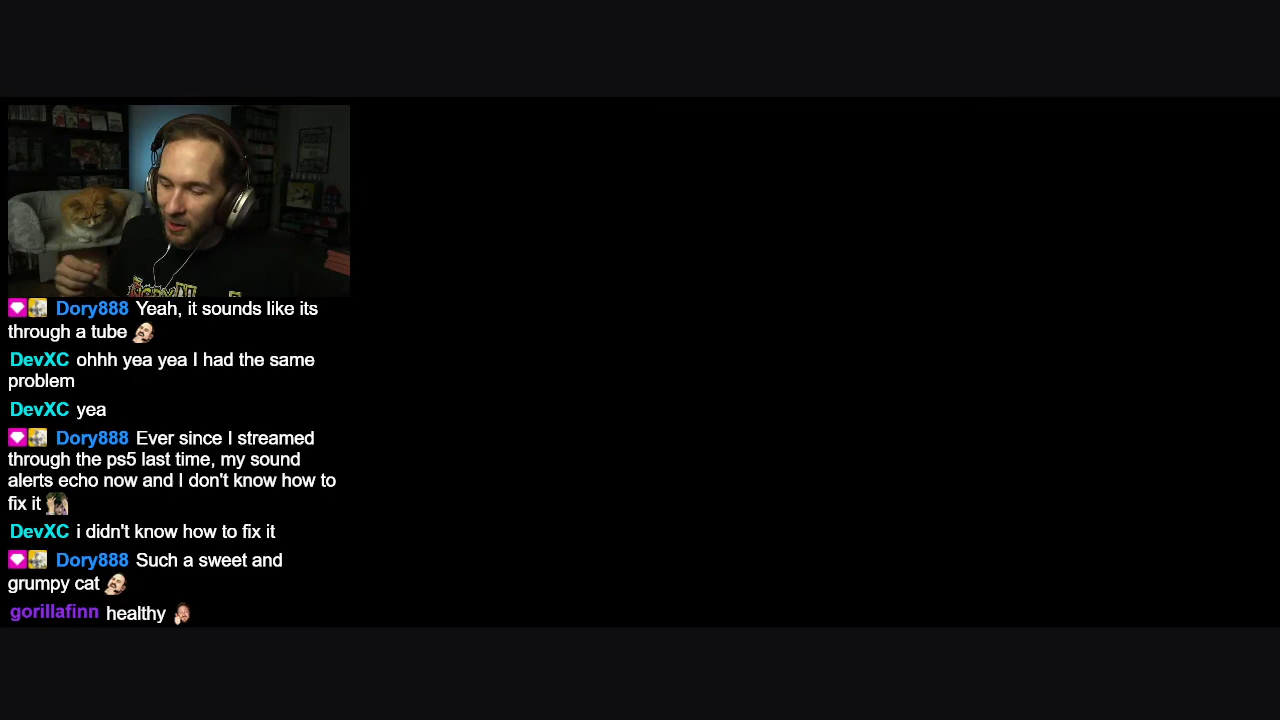 Dory888 Yeah, it sounds like its
through a tube
DevXC ohhh yea yea I had the same
problem
DevXC yea
Dory888 Ever since I streamed
through the ps5 last time, my sound
alerts echo now and I don't know how to
fix it
DevXC i didn't know how to fix it
Dory888 Such a sweet and
grumpy cat
gorillafinn healthy